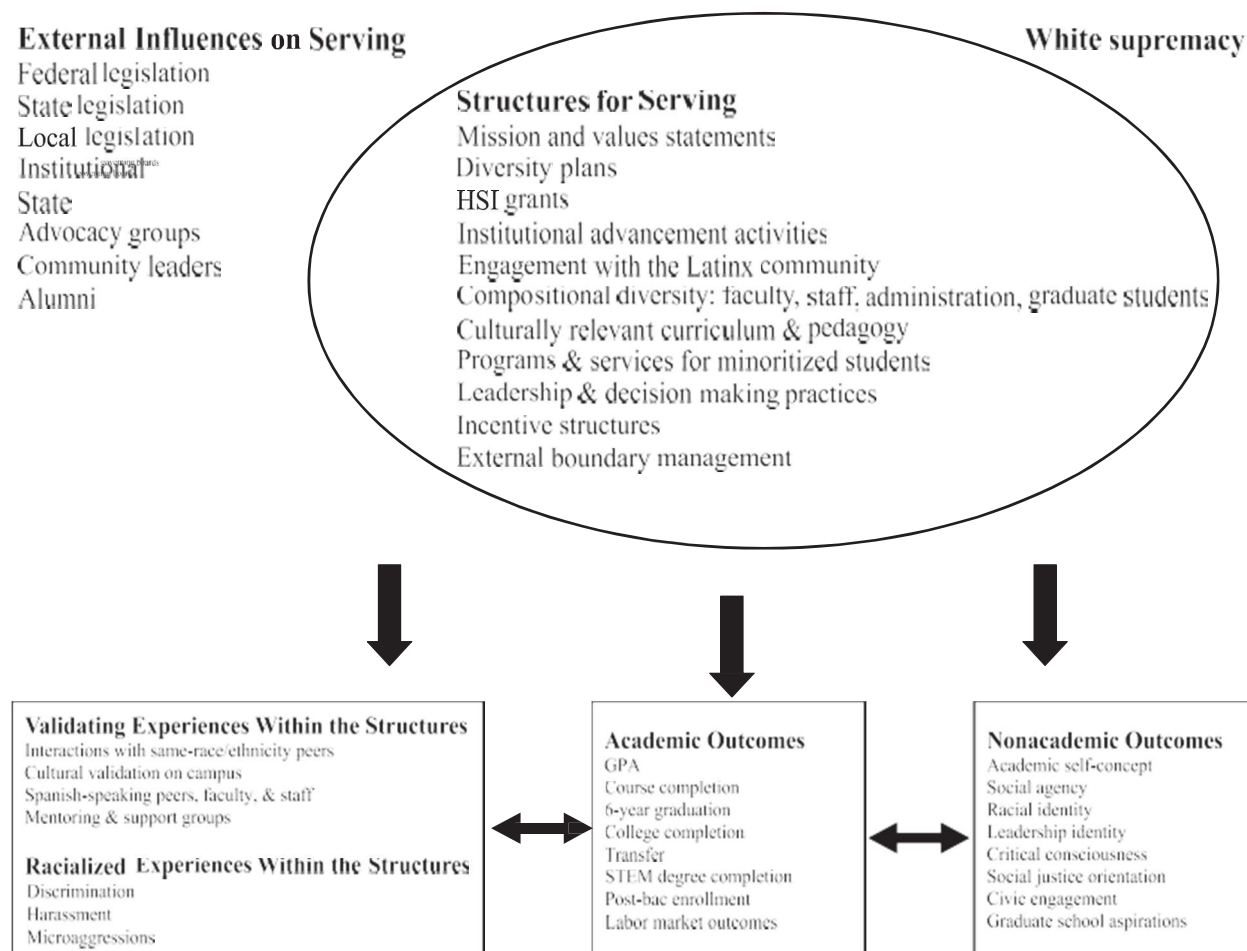 External Influences on Serving
Federal legislation
State legislation
Local legislation
Institutional
State
Advocacy groups
Community leaders
Alumni
White supremacy
Structures for Serving
Mission and values statements
Diversity plans
HSI grants
Institutional advancement activities
Engagement with the Latinx community
Compositional diversity: faculty, staff, administration, graduate students
Culturally relevant curriculum & pedagogy
Programs & services for minoritized students
Leadership & decision making practices
Incentive structures
External boundary management
Validating Experiences Within the Structures
Interactions with same-race/ethnicity peers
Cultural validation on campus
Spanish-speaking peers, faculty, & staff
Mentoring & support groups
Racialized Experiences Within the Structures
Discrimination
Harassment
Microaggressions
Academic Outcomes
GPA
Course completion
6-year graduation
College completion
Transfer
STEM degree completion
Post-bac enrollment
Labor market outcomes
Nonacademic Outcomes
Academic self-concept
Social agency
Racial identity
Leadership identity
Critical consciousness
Social justice orientation
Civic engagement
Graduate school aspirations